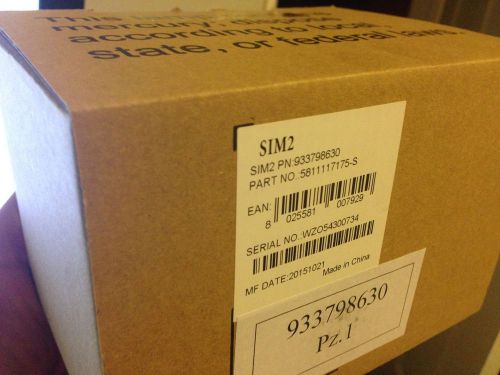 This
mercury,
according to local
state, or federal laws.
SIM2
SIM2 PN:933798630
PART NO.:5811117175-S
EAN:
8 025581 007929
SERIAL NO.:WZO54300734
MF DATE:20151021 Made in China
933798630
Pz.1